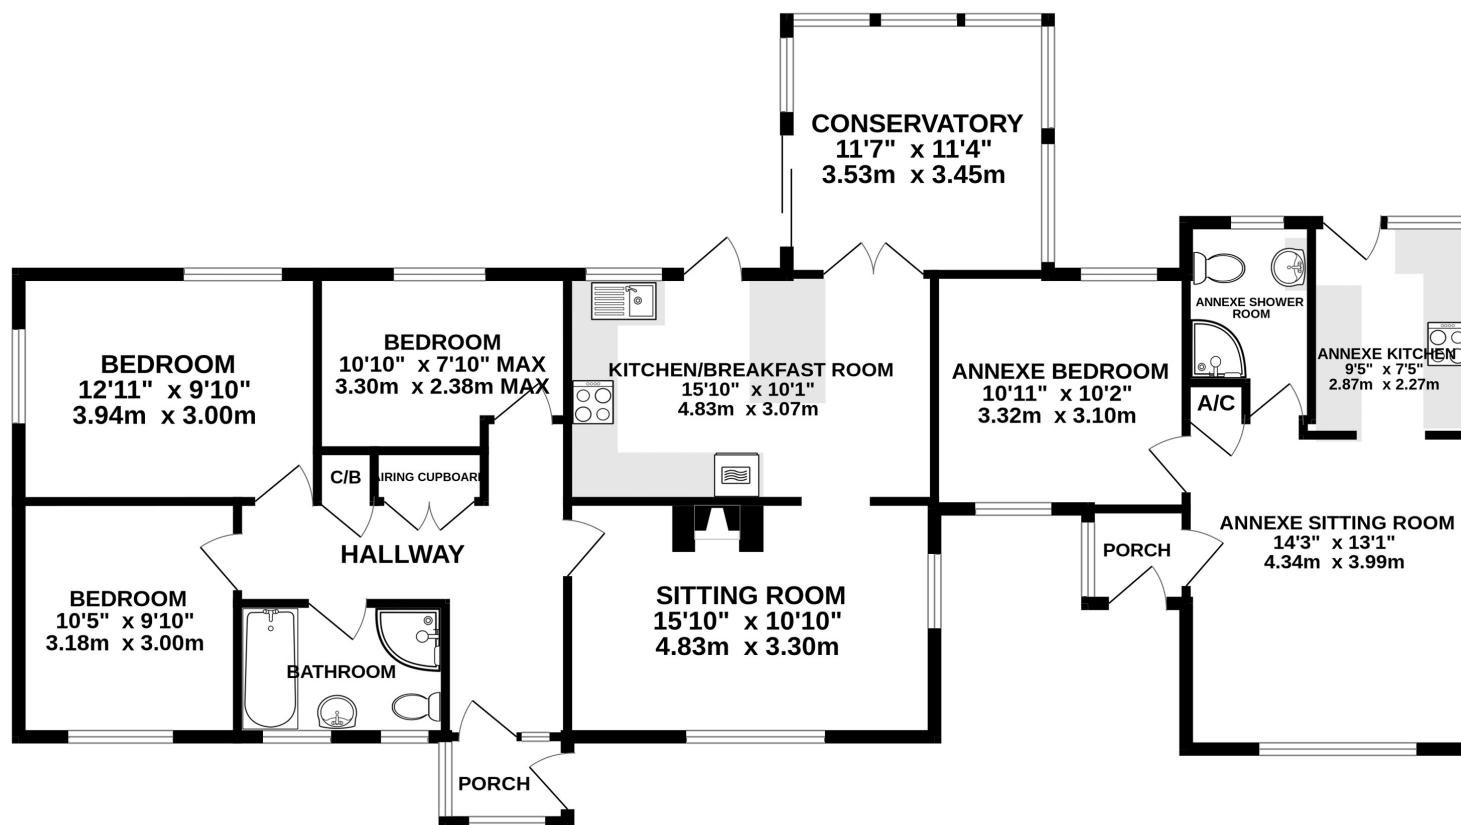 CONSERVATORY
11'7" x 11'4"
3.53m x 3.45m
BEDROOM
12'11" x 9'10"
3.94m x 3.00m
BEDROOM
10'10" x 7'10" MAX
3.30m x 2.38m MAX
KITCHEN/BREAKFAST ROOM
15'10" x 10'1"
4.83m x 3.07m
ANNEXE BEDROOM
10'11" x 10'2"
3.32m x 3.10m
ANNEXE SHOWER
ROOM
A/C
ANNEXE KITCHEN
9'5" x 7'5"
2.87m x 2.27m
C/B
AIRING CUPBOARD
HALLWAY
BEDROOM
10'5" x 9'10"
3.18m x 3.00m
BATHROOM
SITTING ROOM
15'10" x 10'10"
4.83m x 3.30m
PORCH
ANNEXE SITTING ROOM
14'3" x 13'1"
4.34m x 3.99m
PORCH